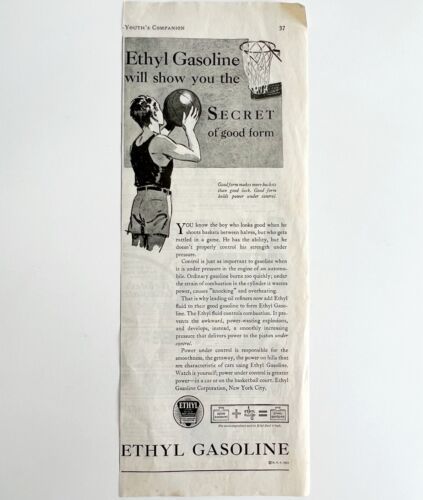 -YOUTH'S COMPANION 37
Ethyl Gasoline
will show you the
SECRET
of good form
Good form makes more baskets
than good luck. Good form
holds power under control.
YOU know the boy who looks good when he
shoots baskets between halves, but who gets
rattled in a game. He has the ability, but he
doesn't properly control his strength under
pressure.
Control is just as important to gasoline when
it is under pressure in the engine of an automo-
bile. Ordinary gasoline burns too quickly; under
the strain of combustion in the cylinder it wastes
power, causes "knocking" and overheating.
That is why leading oil refiners now add Ethyl
fluid to their good gasoline to form Ethyl Gaso-
line. The Ethyl fluid controls combustion. It pre-
vents the awkward, power-wasting explosions,
and develops, instead, a smoothly increasing
pressure that delivers power to the piston under
control.
Power under control is responsible for the
smoothness, the getaway, the power on hills that
are characteristic of cars using Ethyl Gasoline.
Watch it yourself; power under control is greater
power—in a car or on the basketball court. Ethyl
Gasoline Corporation, New York City.
ETHYL
+ =
ETHYL GASOLINE